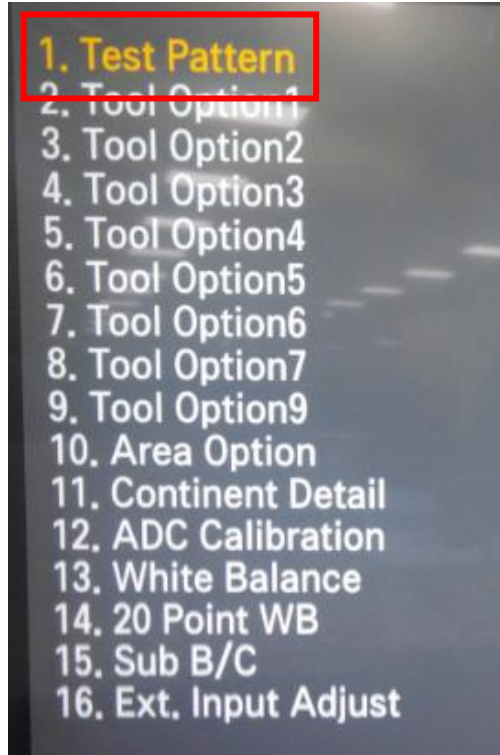 1. Test Pattern
2. Tool Option1
3. Tool Option2
4. Tool Option3
5. Tool Option4
6. Tool Option5
7. Tool Option6
8. Tool Option7
9. Tool Option9
10. Area Option
11. Continent Detail
12. ADC Calibration
13. White Balance
14. 20 Point WB
15. Sub B/C
16. Ext. Input Adjust